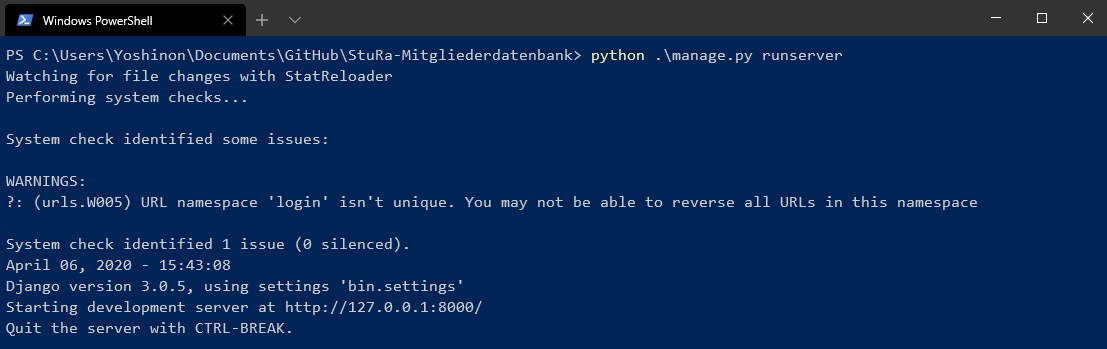 Windows PowerShell
PS C:\Users\Yoshinon\Documents\GitHub\StuRa-Mitgliederdatenbank> python .\manage.py runserver
Watching for file changes with StatReloader
Performing system checks...
System check identified some issues:
WARNINGS:
?: (urls.W005) URL namespace 'login' isn't unique. You may not be able to reverse all URLs in this namespace
System check identified 1 issue (0 silenced).
April 06, 2020 - 15:43:08
Django version 3.0.5, using settings 'bin.settings'
Starting development server at http://127.0.0.1:8000/
Quit the server with CTRL-BREAK.